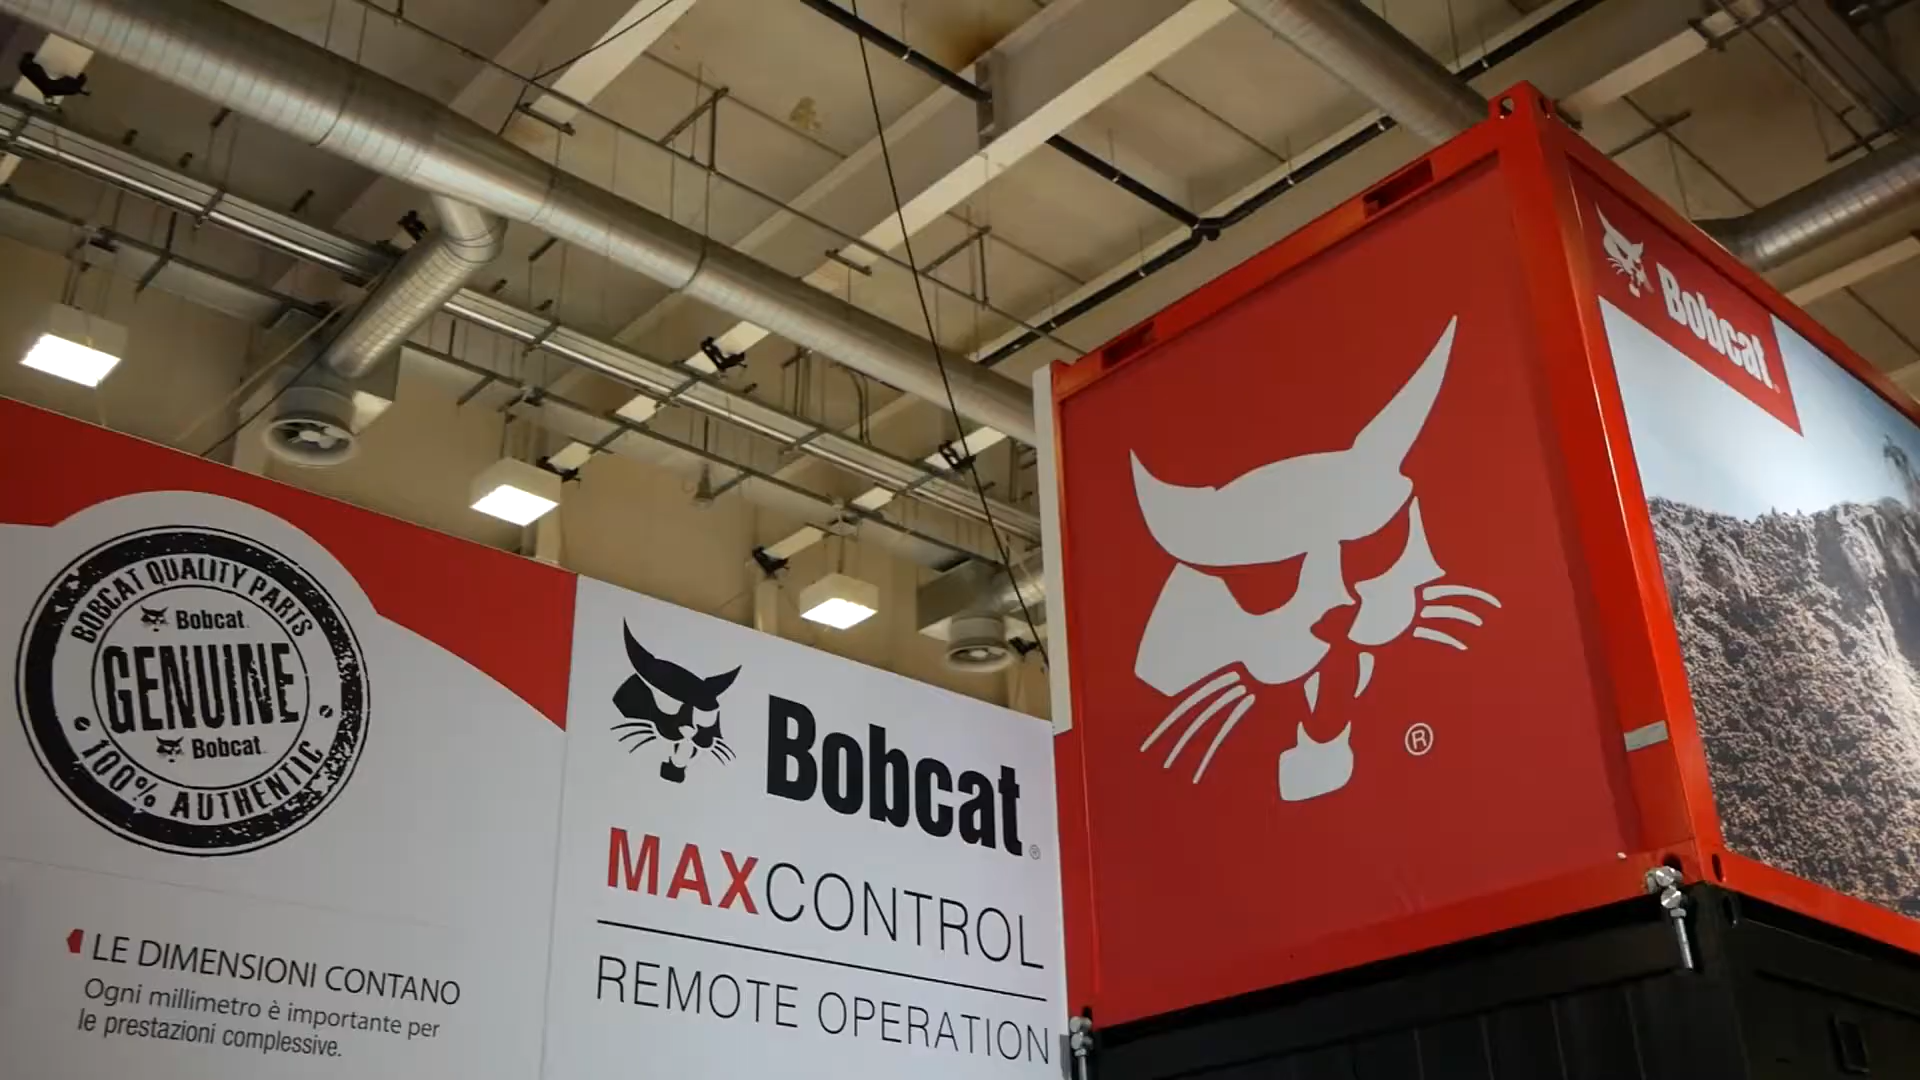 BOBCAT QUALITY PARTS
Bobcat
GENUINE
Bobcat
100% AUTHENTIC
LE DIMENSIONI CONTANO
Ogni millimetro è importante per
le prestazioni complessive.
Bobcat®
MAXCONTROL
REMOTE OPERATION
®
Bobcat